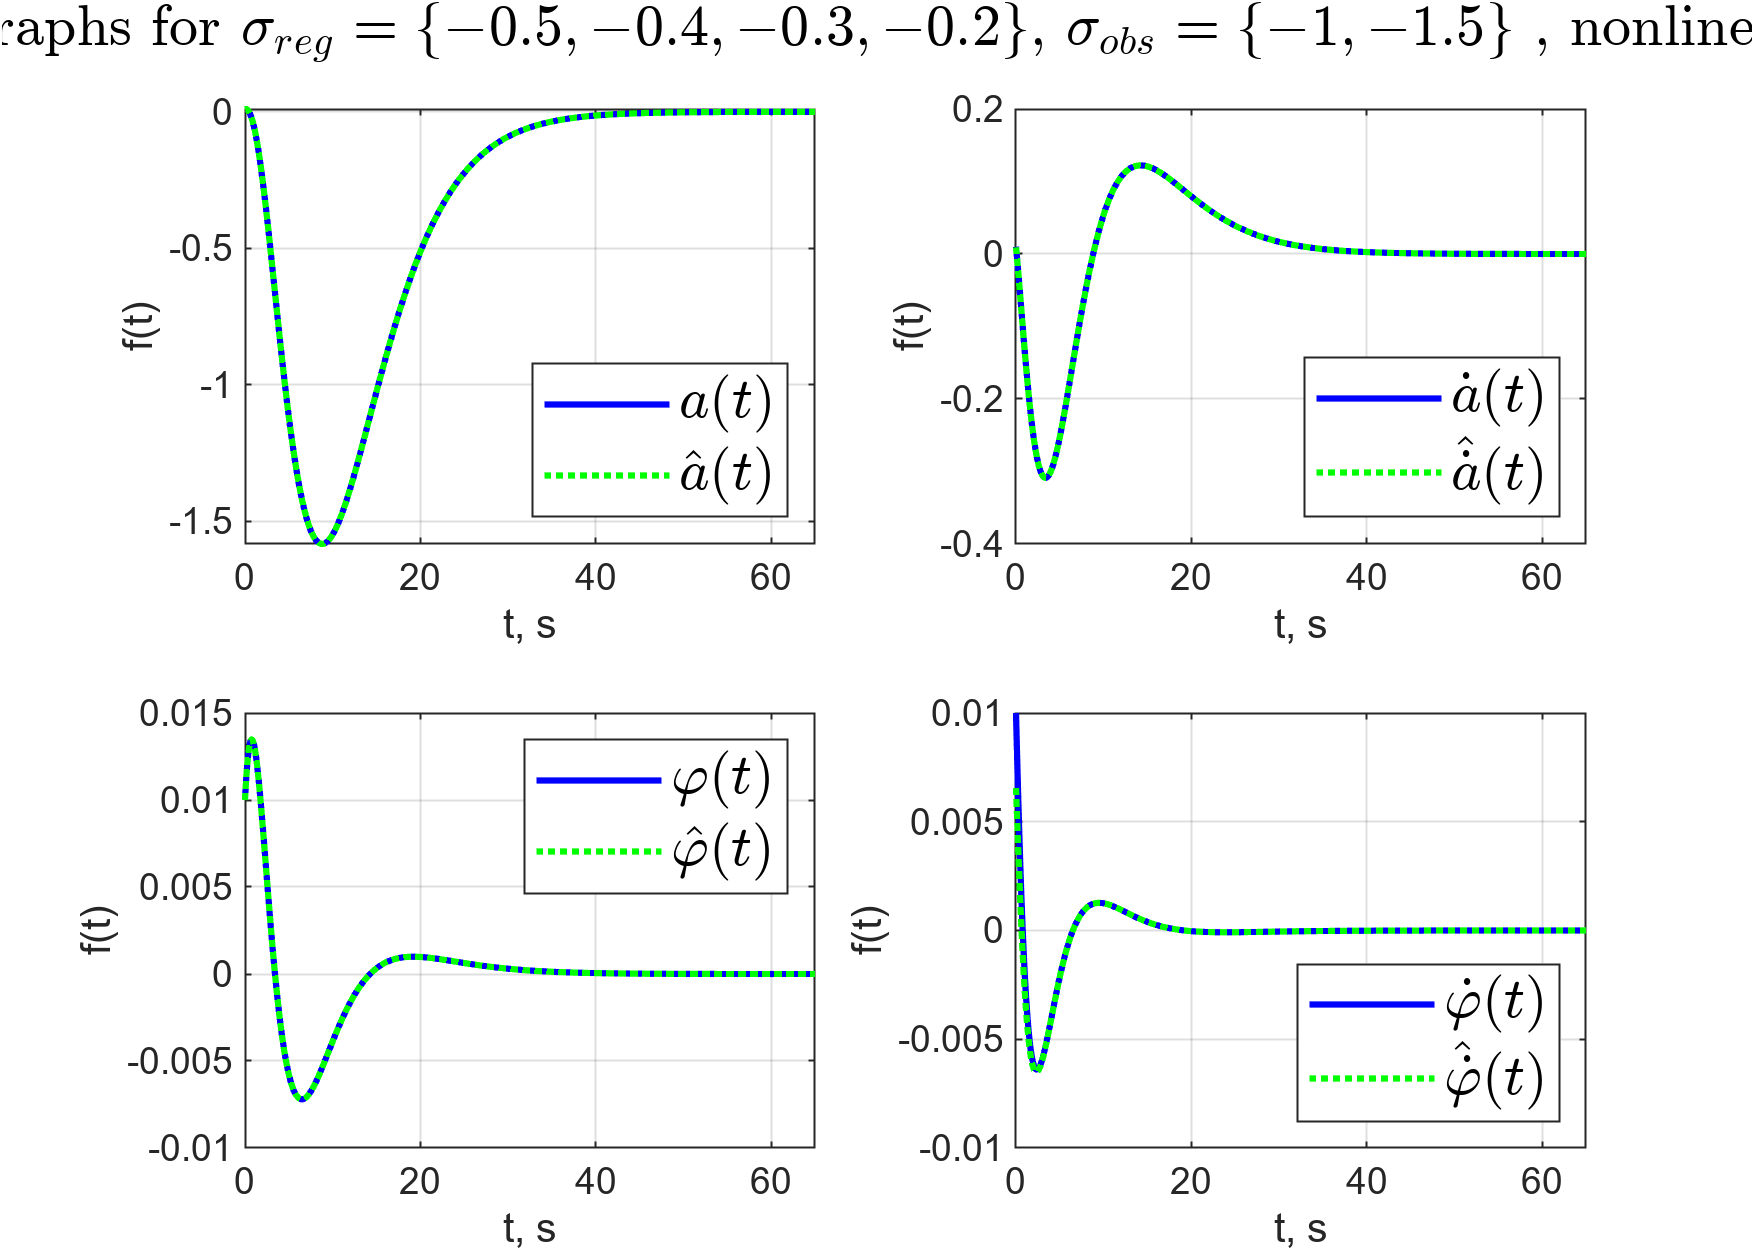 raphs for σ_reg = {−0.5, −0.4, −0.3, −0.2}, σ_obs = {−1, −1.5} , nonline
0
-0.5
-1
-1.5
f(t)
0
20
40
60
t, s
a(t)
â(t)
0.2
0
-0.2
-0.4
f(t)
0
20
40
60
t, s
ȧ(t)
ȧ̂(t)
0.015
0.01
0.005
0
-0.005
-0.01
f(t)
0
20
40
60
t, s
φ(t)
φ̂(t)
0.01
0.005
0
-0.005
-0.01
f(t)
0
20
40
60
t, s
φ̇(t)
φ̇̂(t)